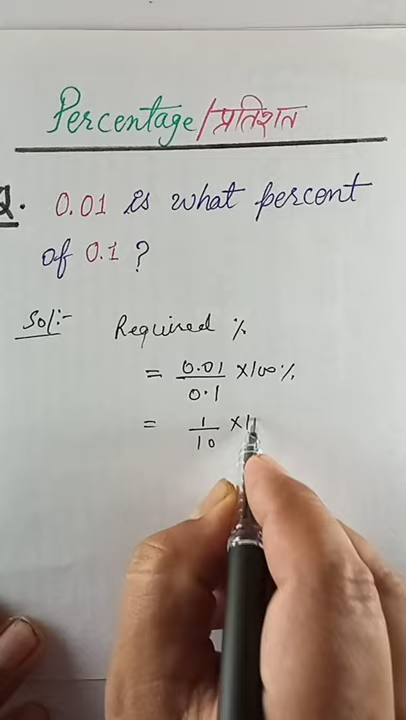 Percentage/प्रतिशत
Q. 0.01 is what percent
of 0.1 ?
Sol:- Required %
= 0.01/0.1 ×100%
= 1/10 ×1